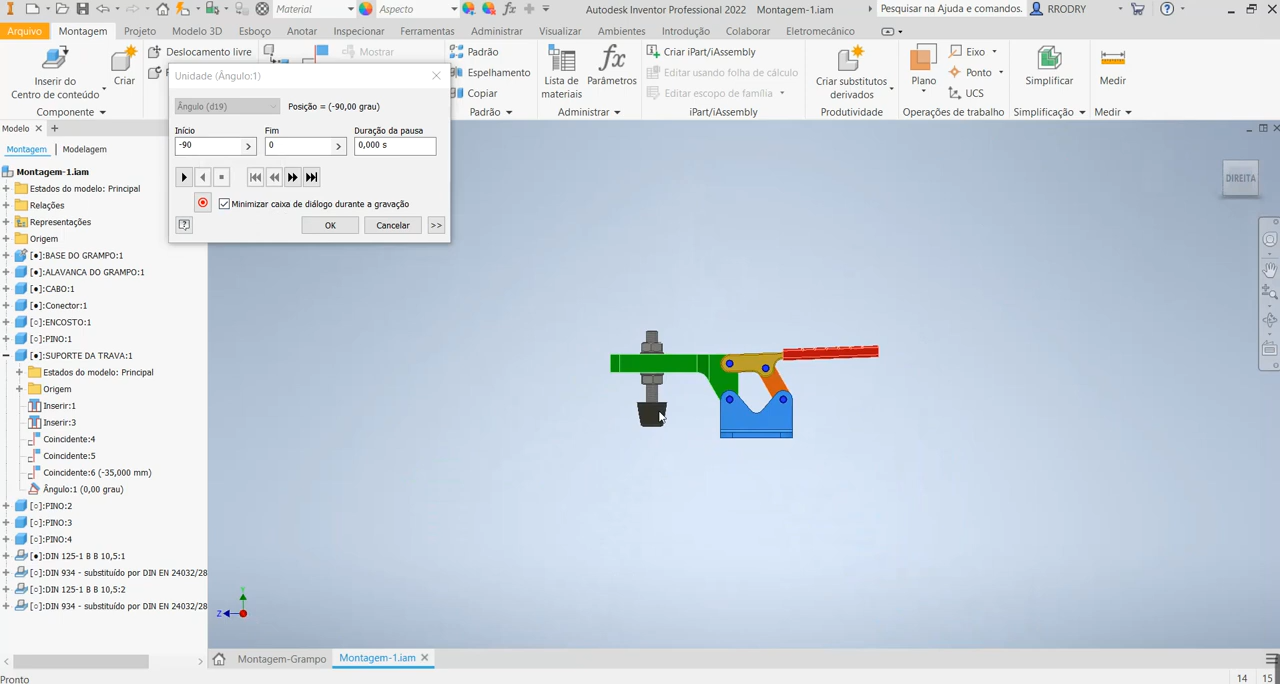 Material
Aspecto
Autodesk Inventor Professional 2022 Montagem-1.iam
Pesquisar na Ajuda e comandos.
RRODRY
Arquivo Montagem Projeto Modelo 3D Esboço Anotar Inspecionar Ferramentas Administrar Visualizar Ambientes Introdução Colabora Eletromecânico
Inserir do
Centro de conteúdo
Criar
Deslocamento livre
Mostrar
Componente
Padrão
Espelhamento
Copiar
Padrão
Lista de
materiais
Parâmetros
Administrar
Criar iPart/iAssembly
Editar usando folha de cálculo
Editar escopo de família
iPart/iAssembly
Criar substitutos
derivados
Produtividade
Plano
Eixo
Ponto
UCS
Operações de trabalho
Simplificar
Simplificação
Medir
Medir
Unidade (Ângulo:1)
Ângulo (d19)
Posição = (-90,00 grau)
Início
Fim
Duração da pausa
-90
0
0,000 s
Minimizar caixa de diálogo durante a gravação
OK
Cancelar
>>
Modelo
Montagem Modelagem
Montagem-1.iam
Estados do modelo: Principal
Relações
Representações
Origem
[●]:BASE DO GRAMPO:1
[●]:ALAVANCA DO GRAMPO:1
[●]:CABO:1
[●]:Conector:1
[○]:ENCOSTO:1
[○]:PINO:1
[●]:SUPORTE DA TRAVA:1
Estados do modelo: Principal
Origem
Inserir:1
Inserir:3
Coincidente:4
Coincidente:5
Coincidente:6 (-35,000 mm)
Ângulo:1 (0,00 grau)
[○]:PINO:2
[○]:PINO:3
[○]:PINO:4
[●]:DIN 125-1 B B 10,5:1
[○]:DIN 934 - substituído por DIN EN 24032/28
[○]:DIN 125-1 B B 10,5:2
[○]:DIN 934 - substituído por DIN EN 24032/28
DIREITA
Y
Z
Montagem-Grampo
Montagem-1.iam
Pronto
14
15